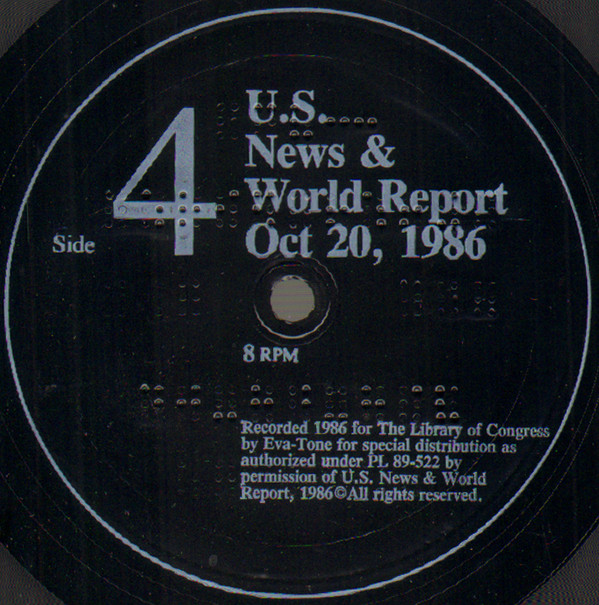 U.S.
News &
World Report
Oct 20, 1986
Side 4
8 RPM
Recorded 1986 for The Library of Congress
by Eva-Tone for special distribution as
authorized under PL 89-522 by
permission of U.S. News & World
Report, 1986©All rights reserved.